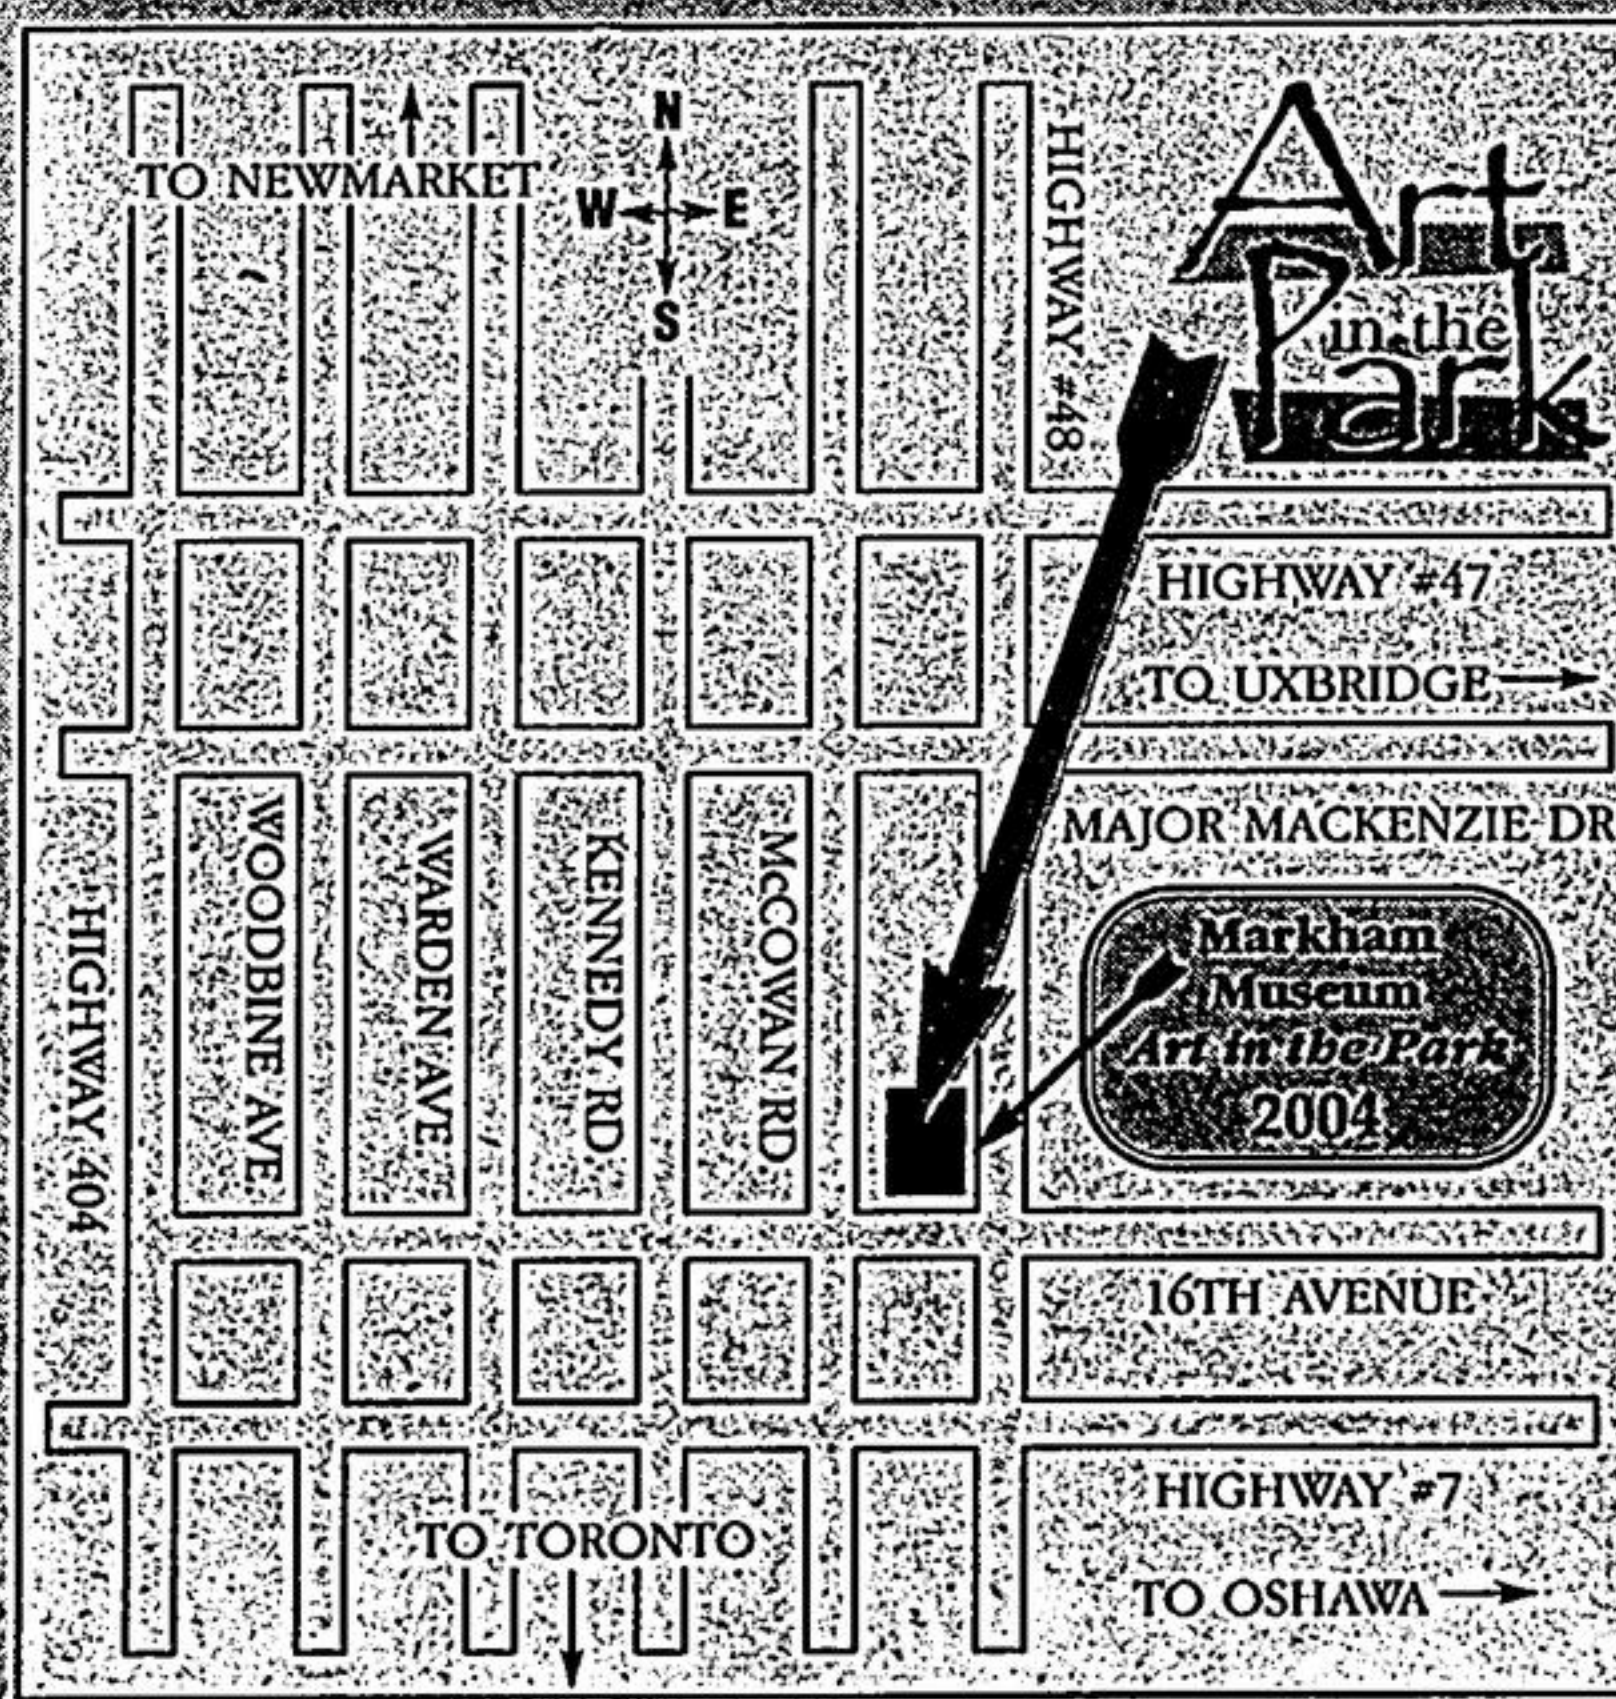 TO NEWMARKET
N
W E
S
HIGHWAY #48
Art
in the
Park
HIGHWAY #47
TO UXBRIDGE
MAJOR MACKENZIE DR
HIGHWAY 404
WOODBINE AVE
WARDEN AVE
KENNEDY RD
McCOWAN RD
Markham
Museum
Art in the Park
2004
16TH AVENUE
HIGHWAY #7
TO TORONTO
TO OSHAWA